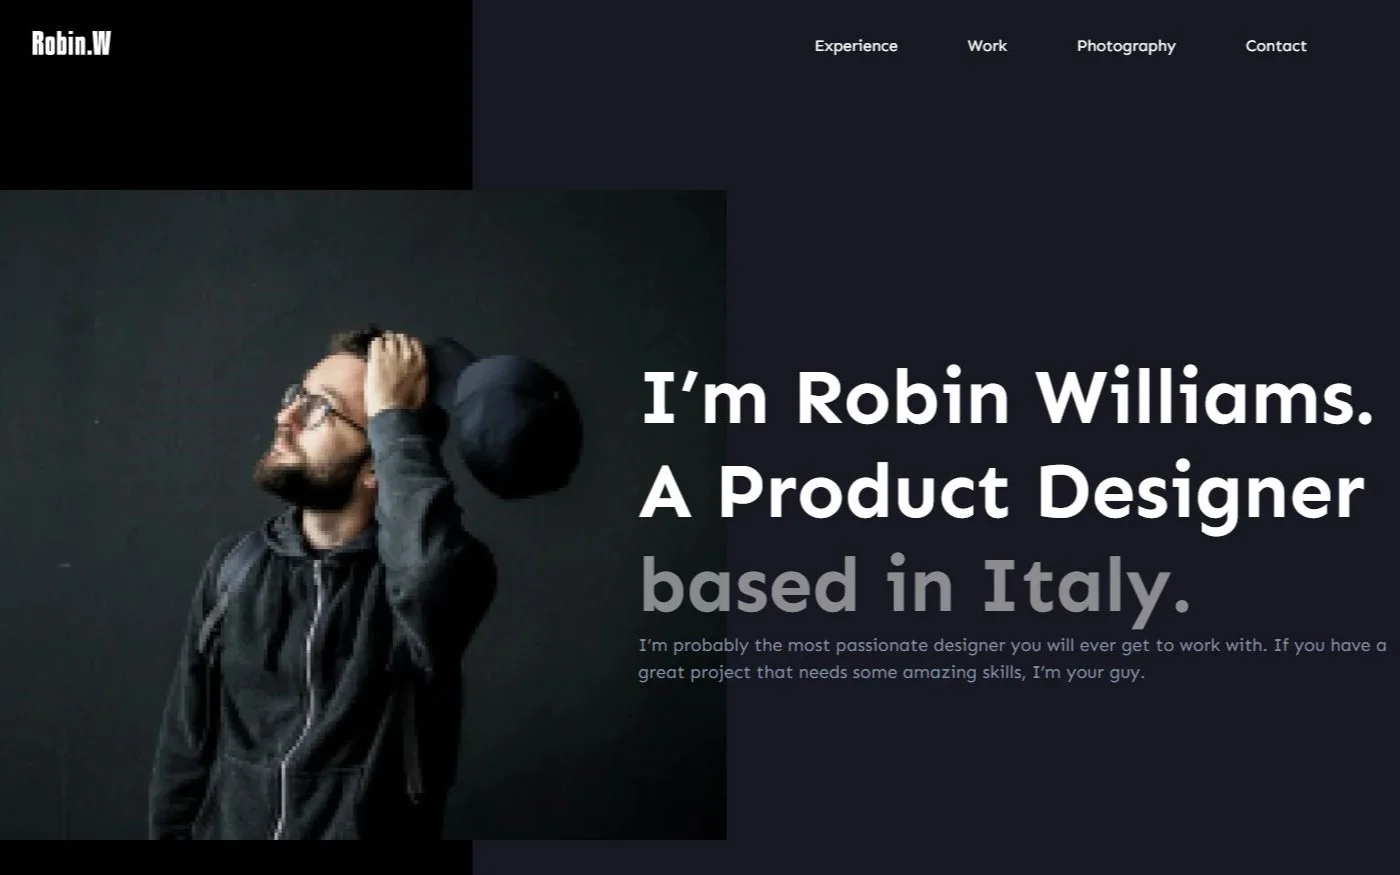 Robin.W
Experience
Work
Photography
Contact
I’m Robin Williams.
A Product Designer
based in Italy.
I’m probably the most passionate designer you will ever get to work with. If you have a
great project that needs some amazing skills, I’m your guy.